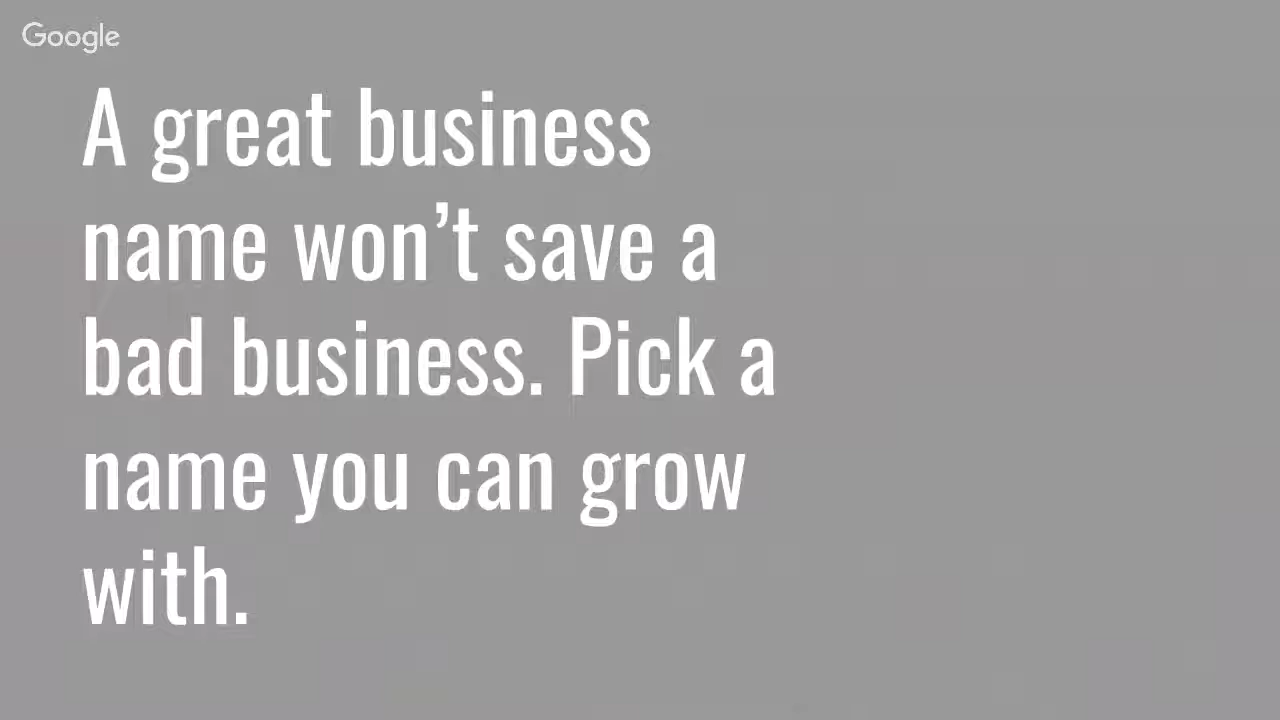 Google
A great business
name won’t save a
bad business. Pick a
name you can grow
with.